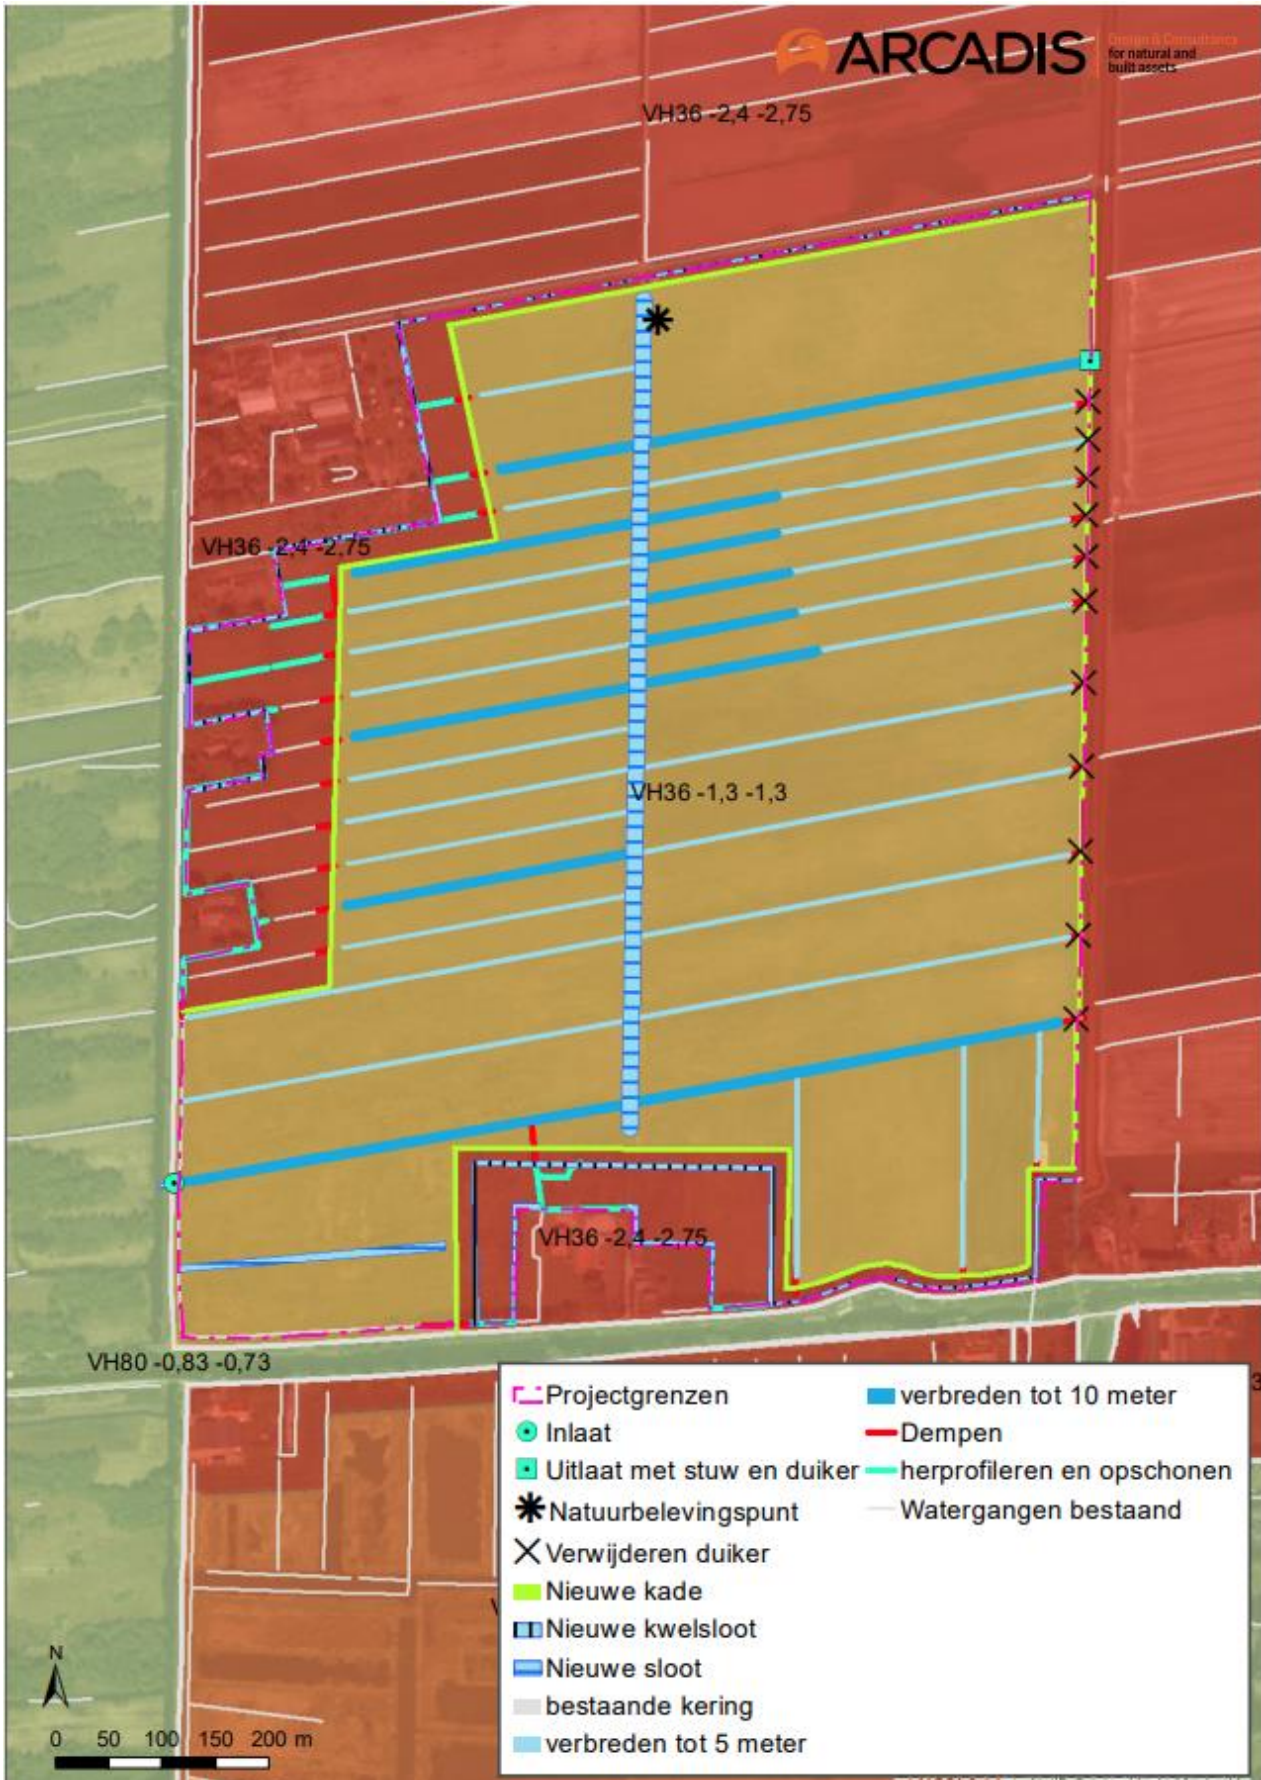 ARCADIS
Design & Consultancy
for natural and
built assets
VH36 -2,4 -2,75
VH36 -2,4 -2,75
VH36 -1,3 -1,3
VH36 -2,4 -2,75
VH80 -0,83 -0,73
Projectgrenzen
Inlaat
Uitlaat met stuw en duiker
Natuurbelevingspunt
Verwijderen duiker
Nieuwe kade
Nieuwe kwelsloot
Nieuwe sloot
bestaande kering
verbreden tot 5 meter
verbreden tot 10 meter
Dempen
herprofileren en opschonen
Watergangen bestaand
N
0 50 100 150 200 m